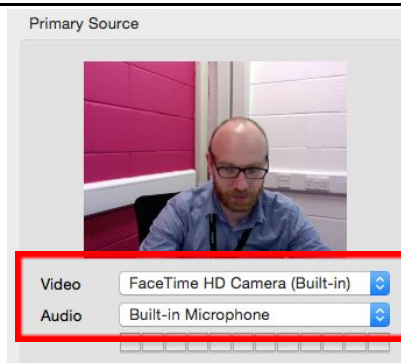 Primary Source
Video FaceTime HD Camera (Built-in)
Audio Built-in Microphone